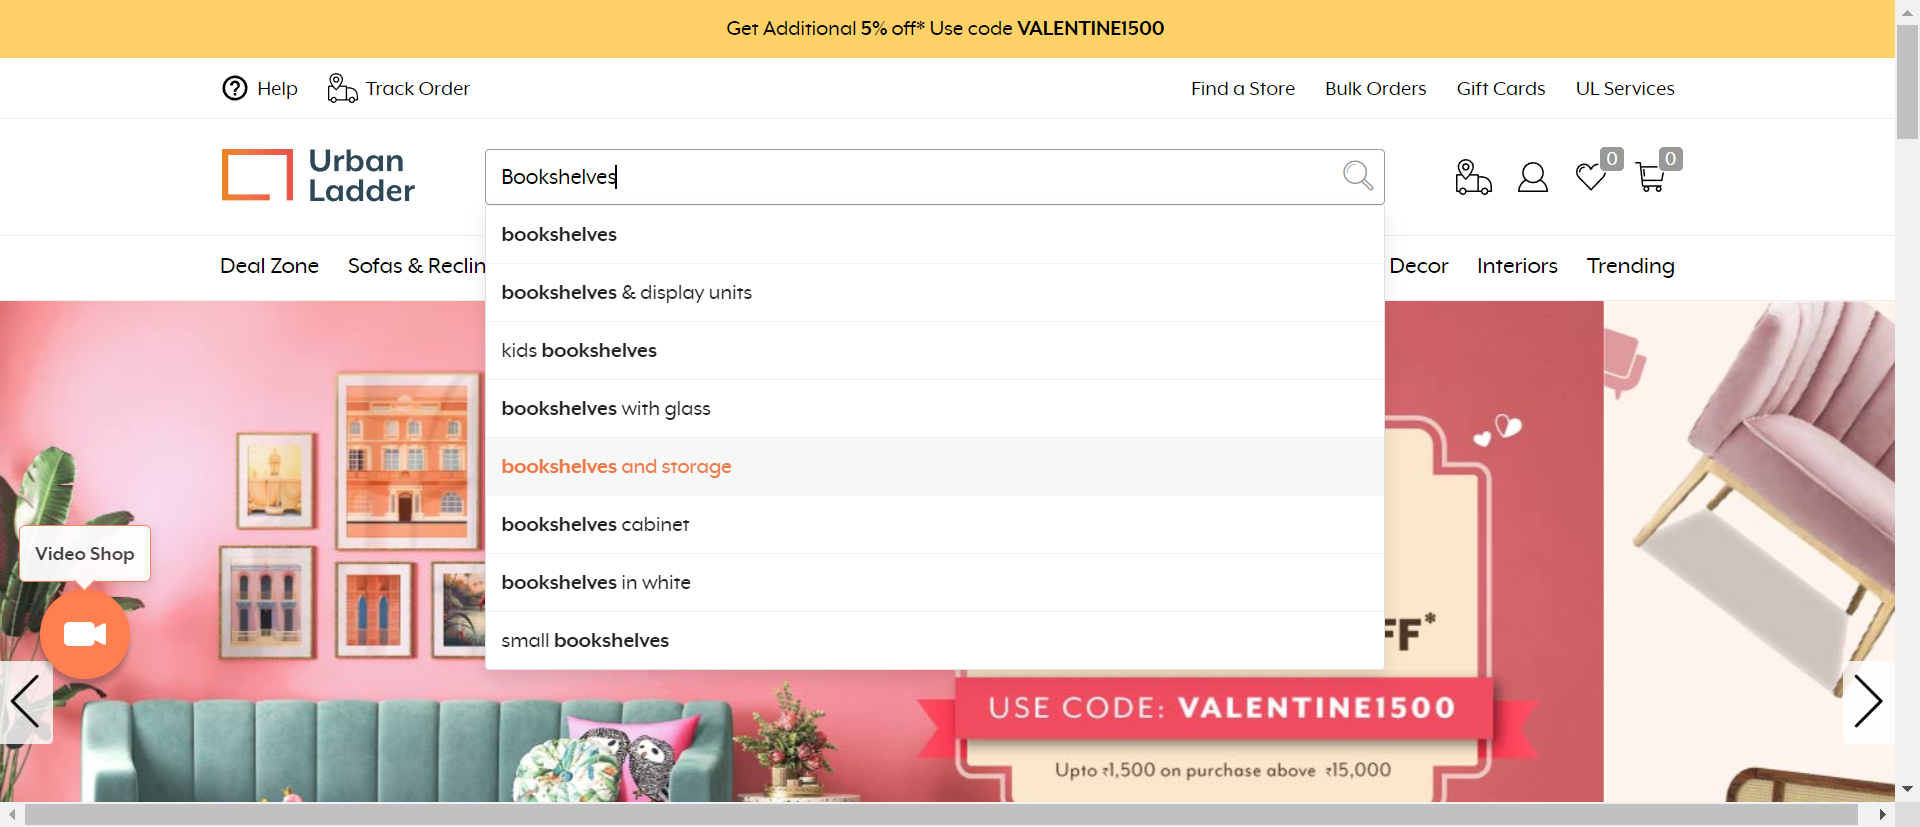 Get Additional 5% off* Use code VALENTINE1500
Help
Track Order
Find a Store
Bulk Orders
Gift Cards
UL Services
Urban
Ladder
Bookshelves
0
0
Deal Zone
Sofas & Reclin
Decor
Interiors
Trending
bookshelves
bookshelves & display units
kids bookshelves
bookshelves with glass
bookshelves and storage
bookshelves cabinet
bookshelves in white
small bookshelves
Video Shop
FF*
USE CODE: VALENTINE1500
Upto ₹1,500 on purchase above ₹15,000